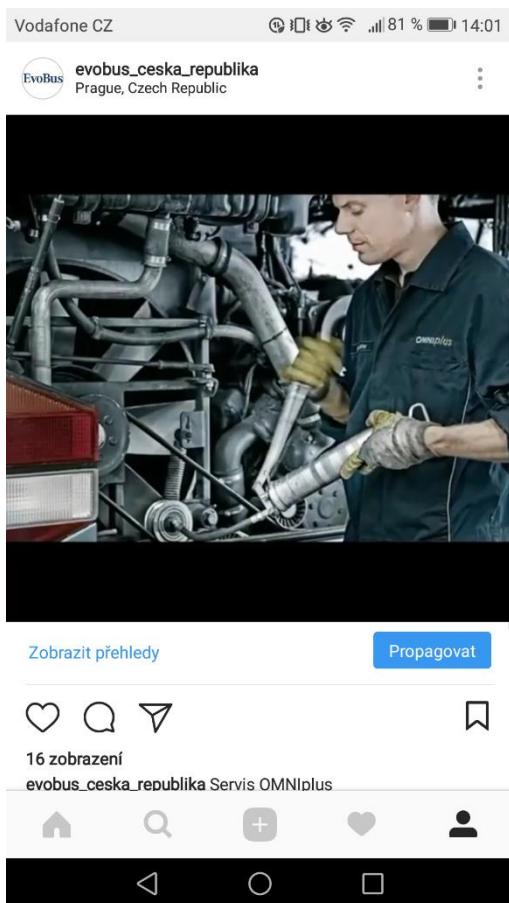 Vodafone CZ 81 % 14:01
EvoBus evobus_ceska_republika
Prague, Czech Republic
OMNIplus
Zobrazit přehledy Propagovat
16 zobrazení
evobus_ceska_republika Servis OMNIplus